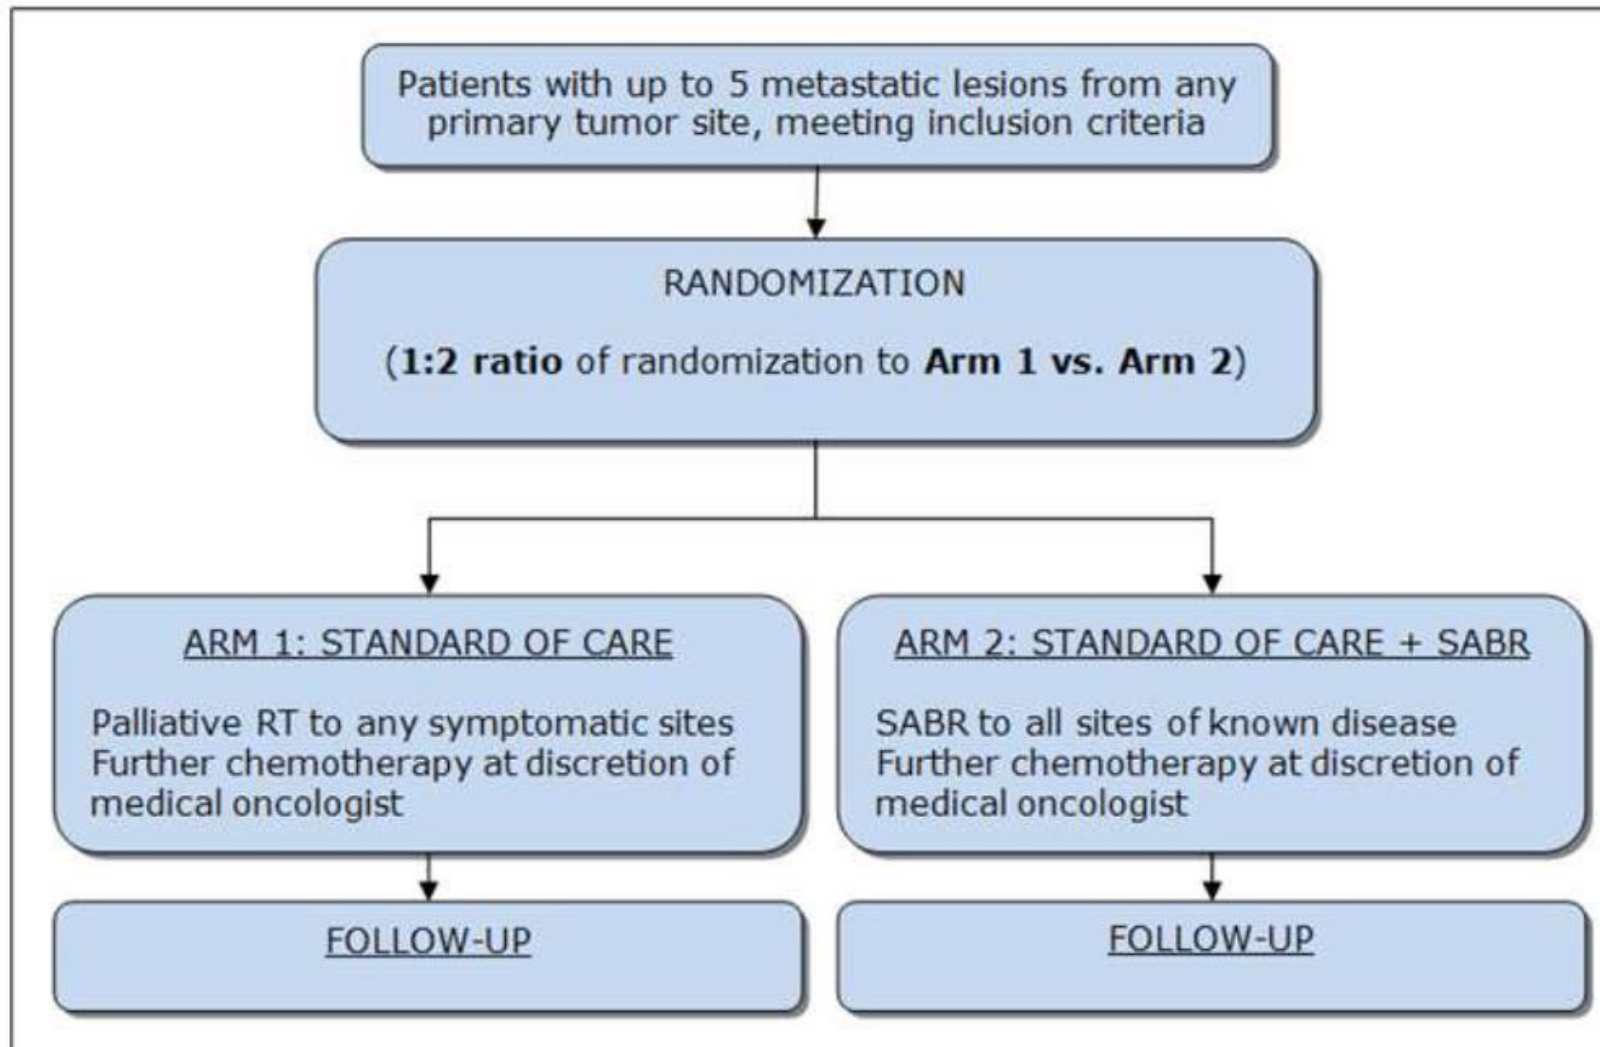 Patients with up to 5 metastatic lesions from any
primary tumor site, meeting inclusion criteria
RANDOMIZATION
(1:2 ratio of randomization to Arm 1 vs. Arm 2)
ARM 1: STANDARD OF CARE
Palliative RT to any symptomatic sites
Further chemotherapy at discretion of
medical oncologist
ARM 2: STANDARD OF CARE + SABR
SABR to all sites of known disease
Further chemotherapy at discretion of
medical oncologist
FOLLOW-UP
FOLLOW-UP